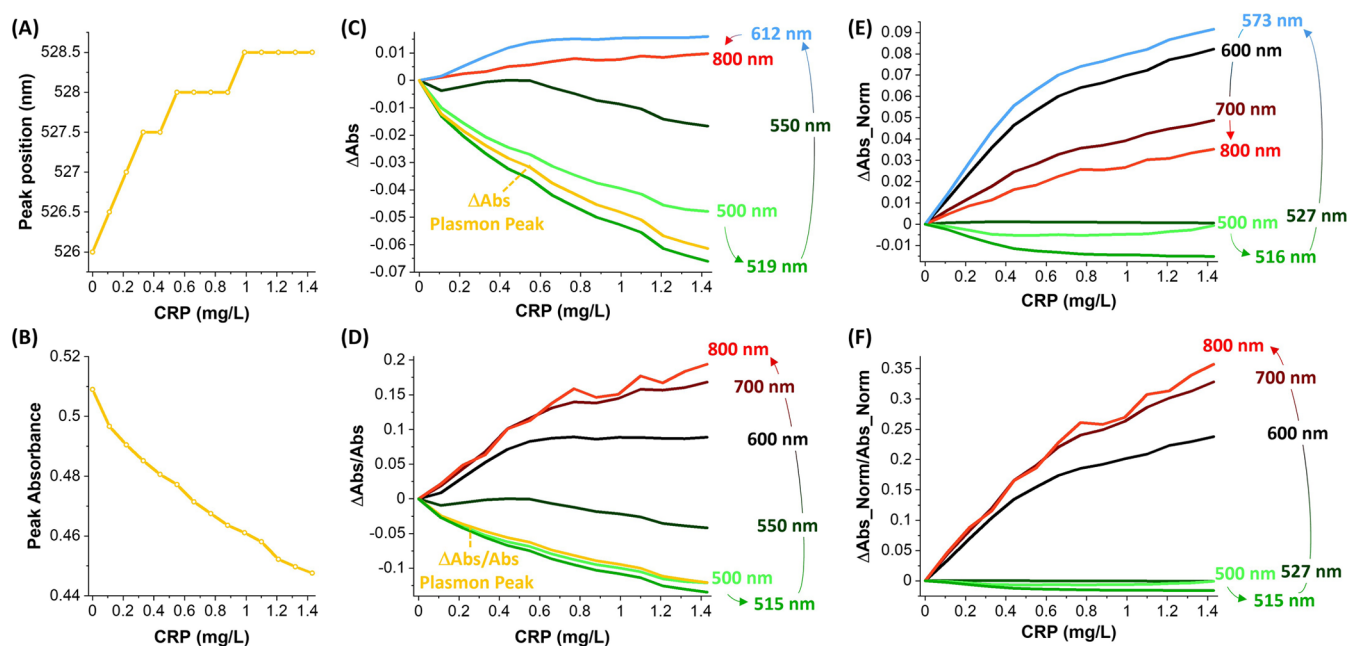 (A)
528.5
528
527.5
527
526.5
526
Peak position (nm)
0 0.2 0.4 0.6 0.8 1 1.2 1.4
CRP (mg/L)
(B)
0.52
0.5
0.48
0.46
0.44
Peak Absorbance
0 0.2 0.4 0.6 0.8 1 1.2 1.4
CRP (mg/L)
(C)
0.01
0
-0.01
-0.02
-0.03
-0.04
-0.05
-0.06
-0.07
ΔAbs
612 nm
800 nm
550 nm
ΔAbs
Plasmon Peak
500 nm
519 nm
0 0.2 0.4 0.6 0.8 1 1.2 1.4
CRP (mg/L)
(D)
0.2
0.15
0.1
0.05
0
-0.05
-0.1
ΔAbs/Abs
800 nm
700 nm
600 nm
550 nm
ΔAbs/Abs
Plasmon Peak
500 nm
515 nm
0 0.2 0.4 0.6 0.8 1 1.2 1.4
CRP (mg/L)
(E)
0.09
0.08
0.07
0.06
0.05
0.04
0.03
0.02
0.01
0
-0.01
ΔAbs_Norm
573 nm
600 nm
700 nm
800 nm
500 nm
527 nm
516 nm
0 0.2 0.4 0.6 0.8 1 1.2 1.4
CRP (mg/L)
(F)
0.35
0.3
0.25
0.2
0.15
0.1
0.05
0
ΔAbs_Norm/Abs_Norm
800 nm
700 nm
600 nm
500 nm
527 nm
515 nm
0 0.2 0.4 0.6 0.8 1 1.2 1.4
CRP (mg/L)